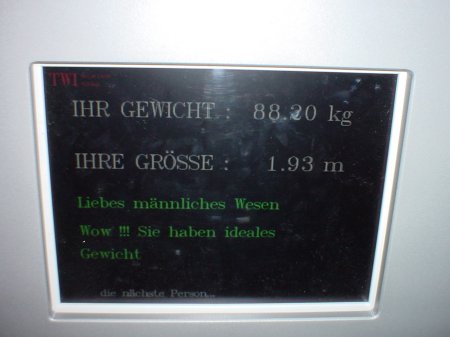 TWI
IHR GEWICHT : 88.20 kg
IHRE GRÖSSE : 1.93 m
Liebes männliches Wesen
Wow !!! Sie haben ideales
Gewicht
die nächste Person...